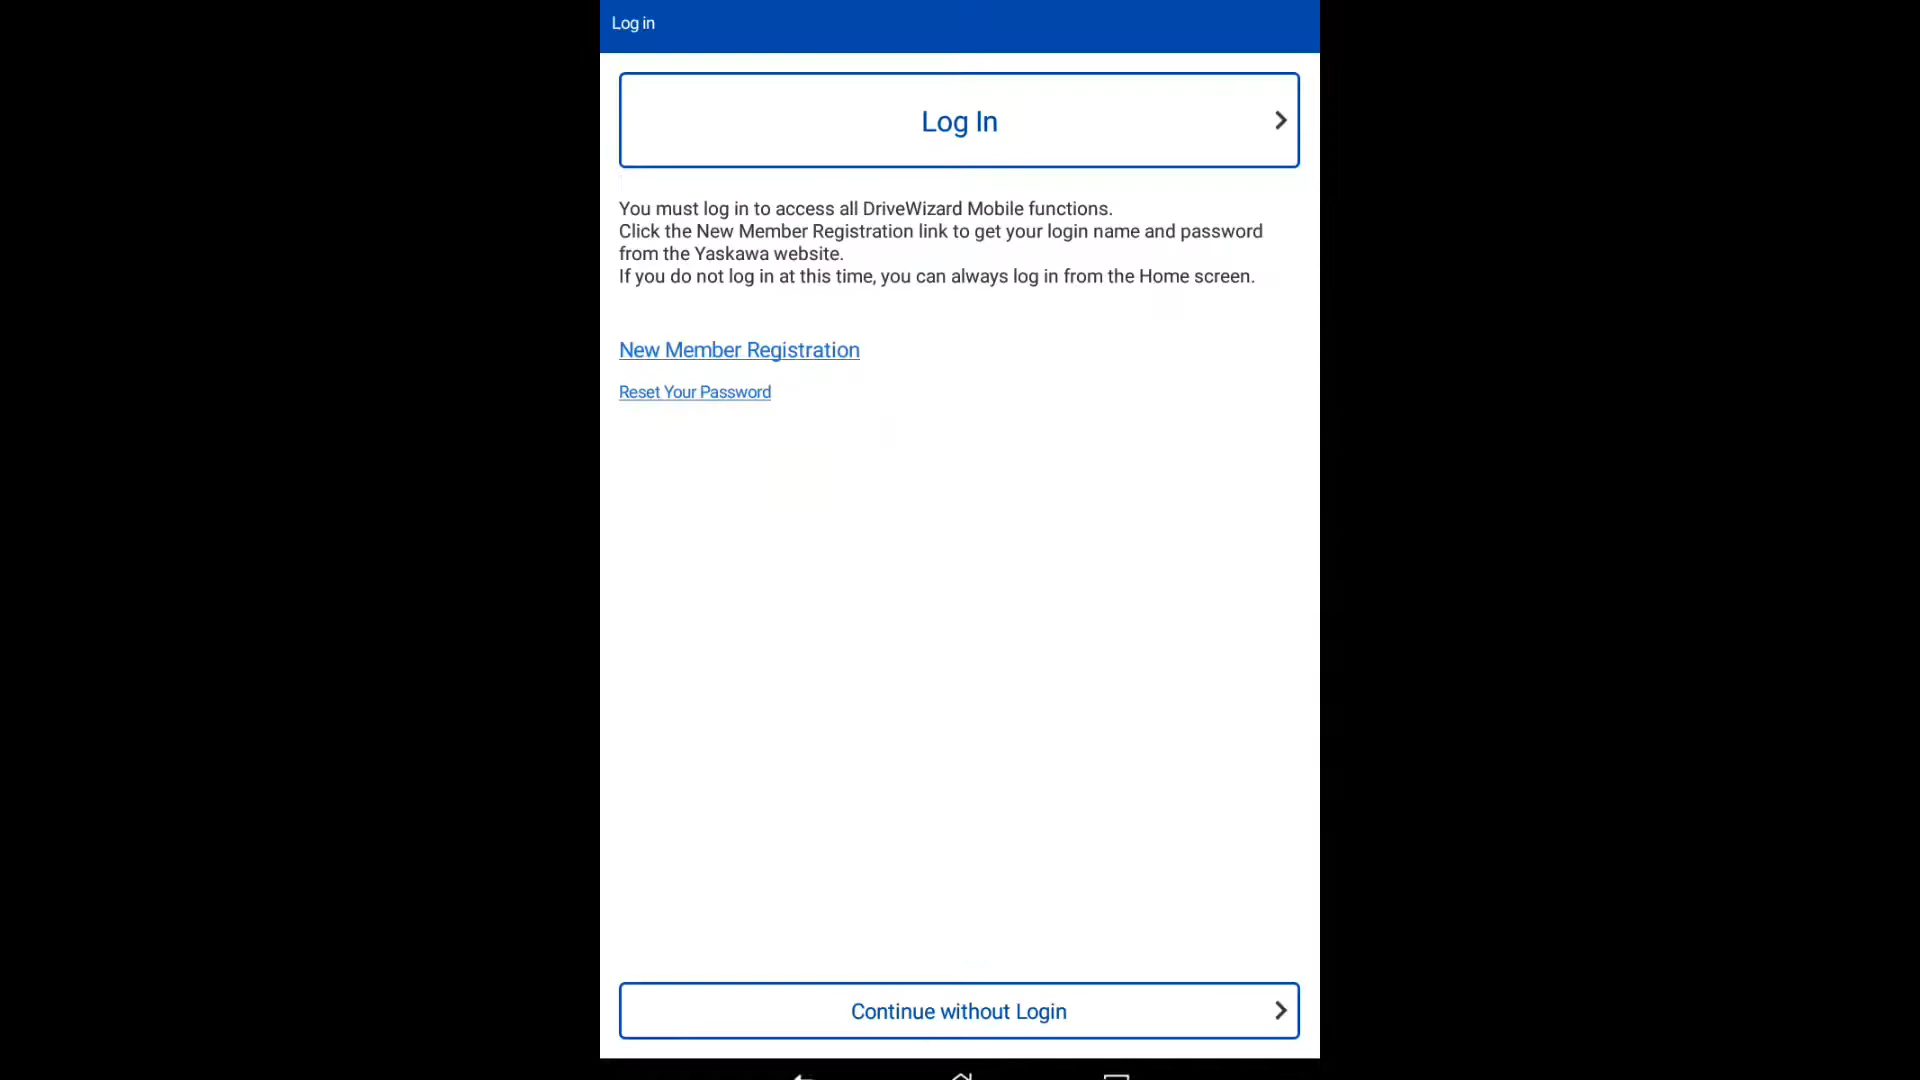 Log in
Log In
You must log in to access all DriveWizard Mobile functions.
Click the New Member Registration link to get your login name and password
from the Yaskawa website.
If you do not log in at this time, you can always log in from the Home screen.
New Member Registration
Reset Your Password
Continue without Login